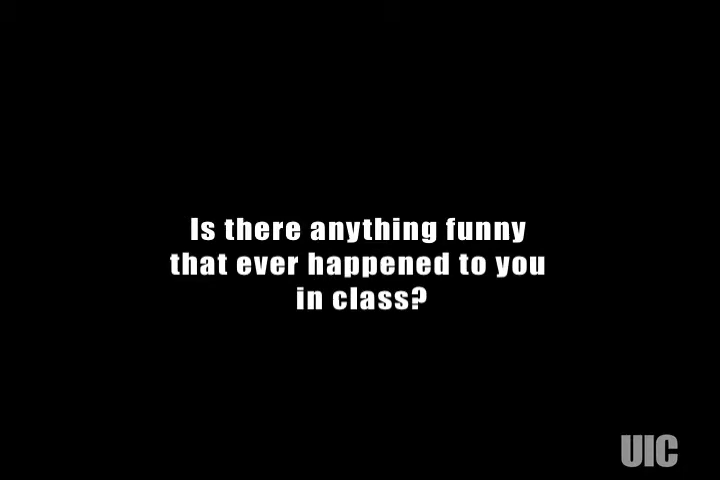 Is there anything funny
that ever happened to you
in class?
UIC